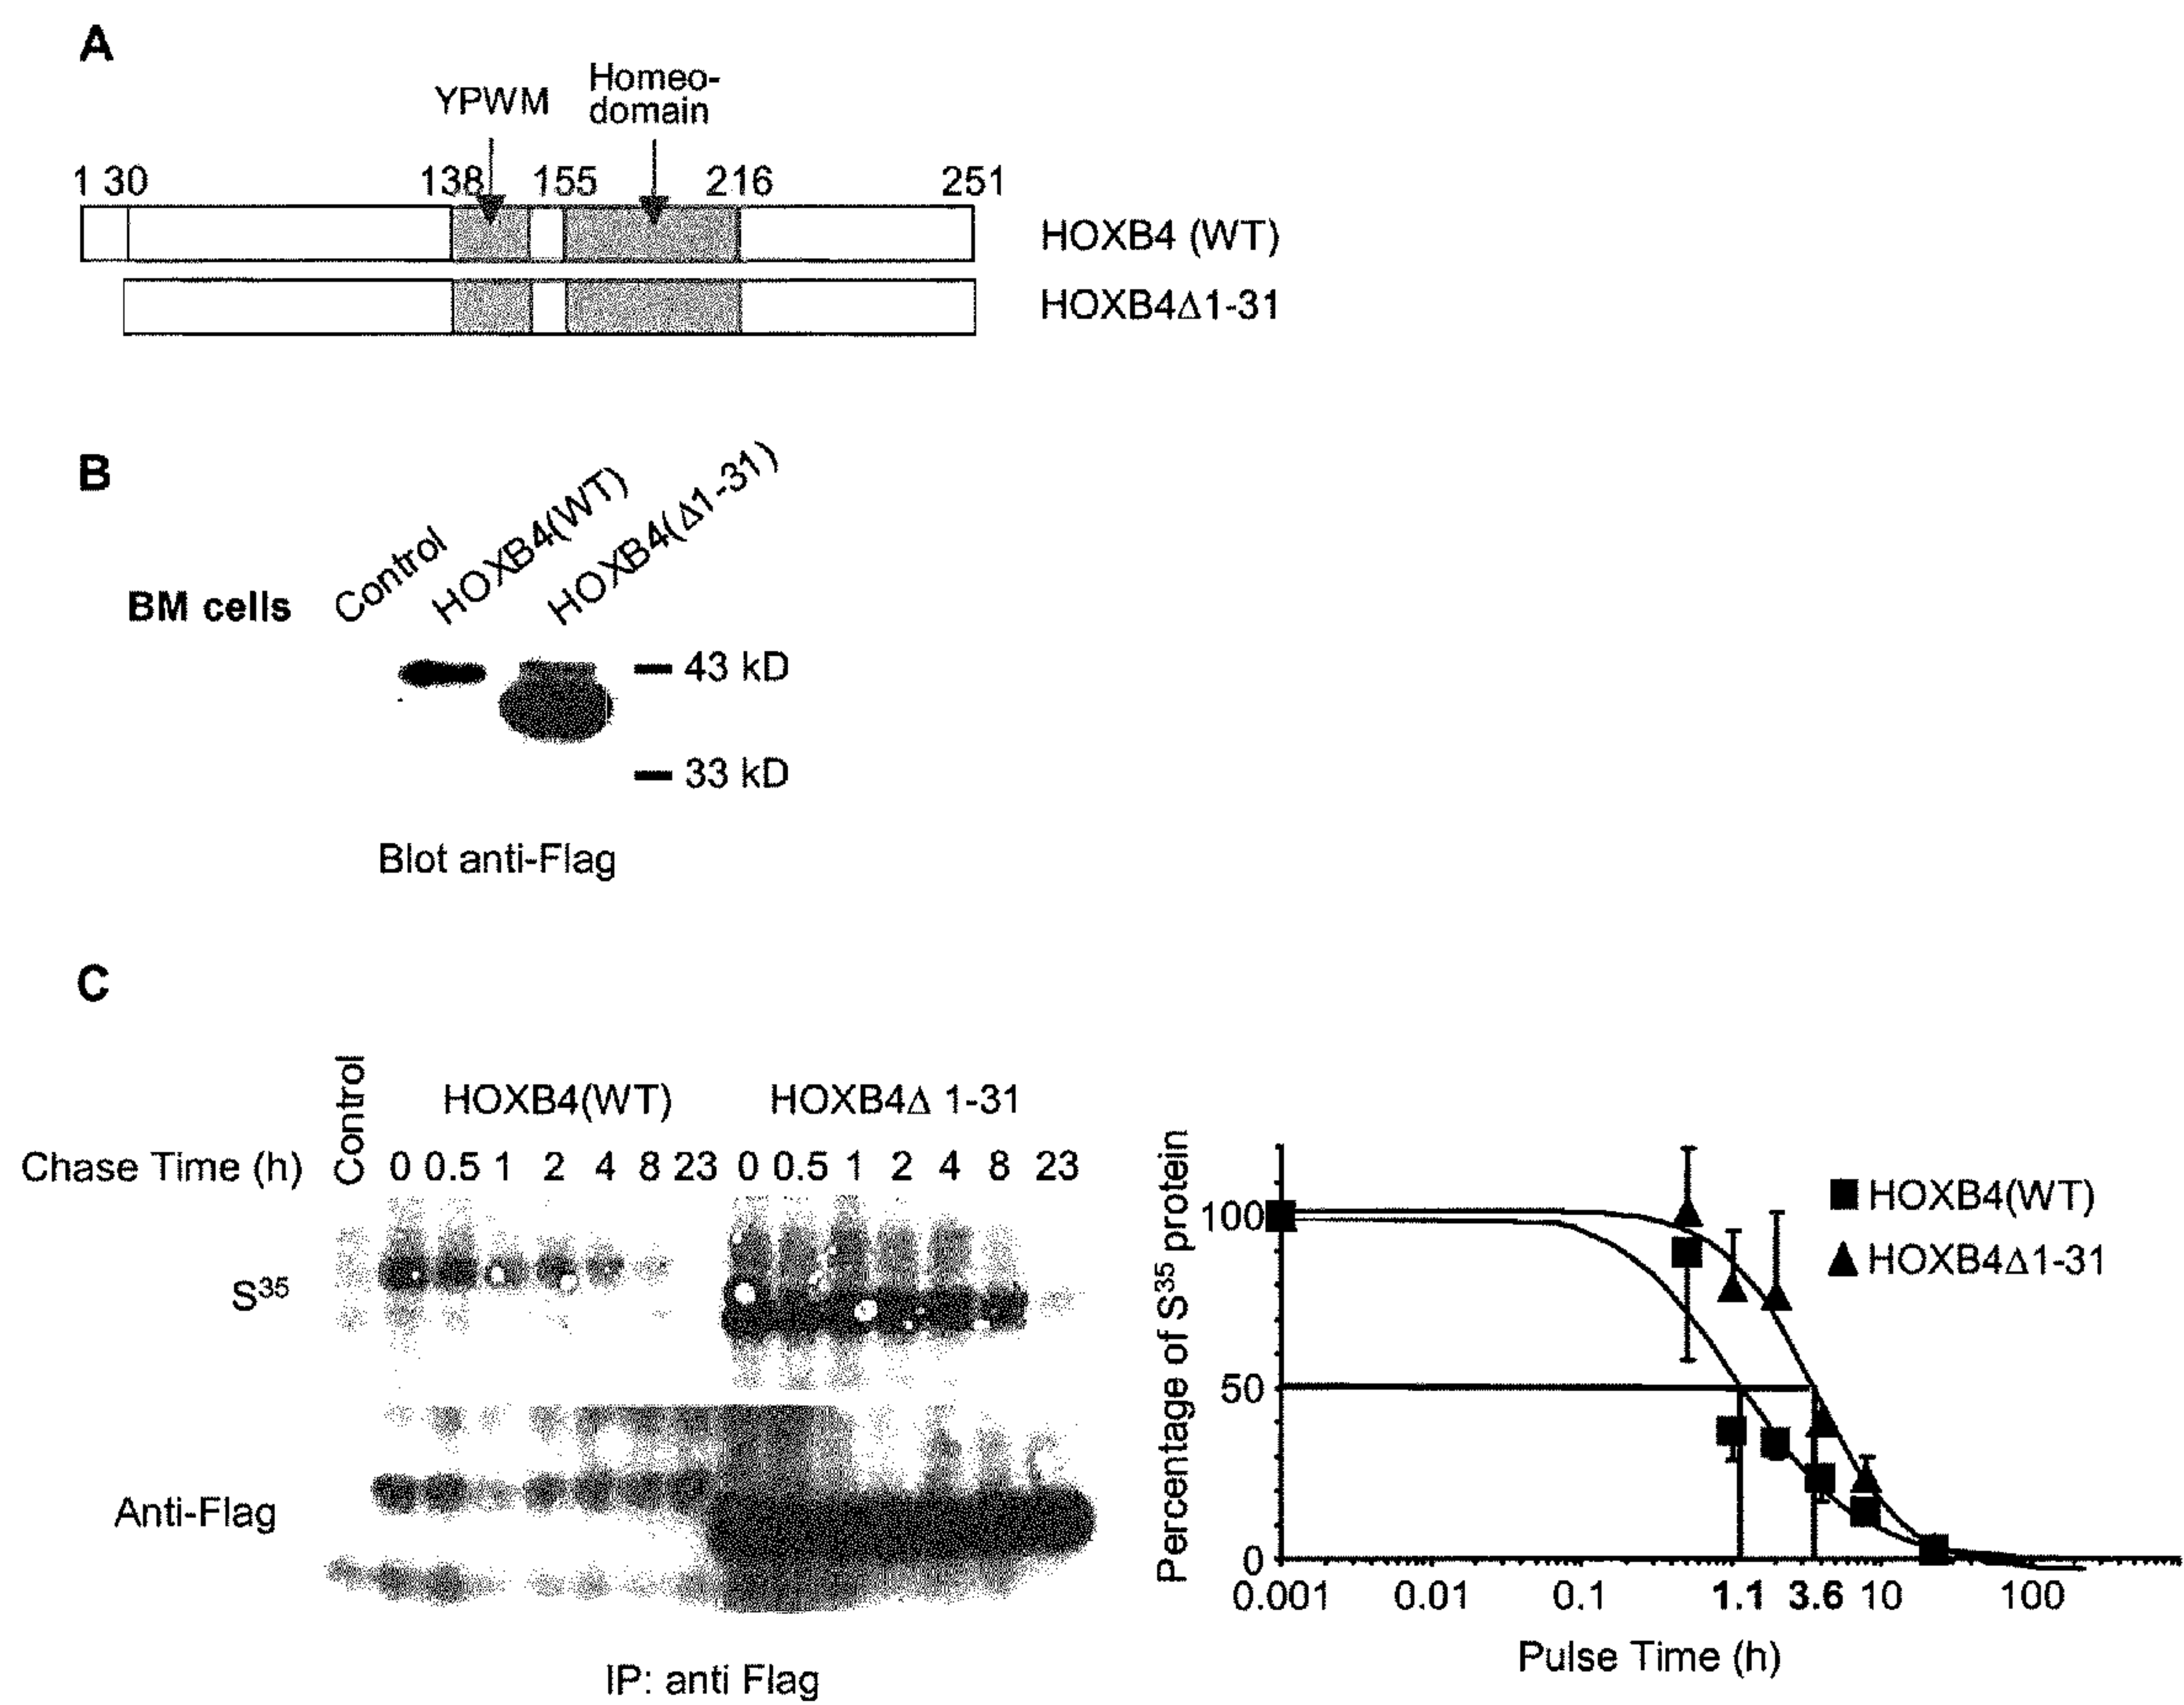 A
YPWM
Homeo-
domain
1 30 138 155 216 251
HOXB4 (WT)
HOXB4Δ1-31
B
BM cells
Control
HOXB4(WT)
HOXB4(Δ1-31)
43 kD
33 kD
Blot anti-Flag
C
Control
HOXB4(WT) HOXB4Δ 1-31
Chase Time (h) 0 0.5 1 2 4 8 23 0 0.5 1 2 4 8 23
S35
Anti-Flag
IP: anti Flag
Percentage of S35 protein
100
50
0
HOXB4(WT)
HOXB4Δ1-31
0.001 0.01 0.1 1.1 3.6 10 100
Pulse Time (h)